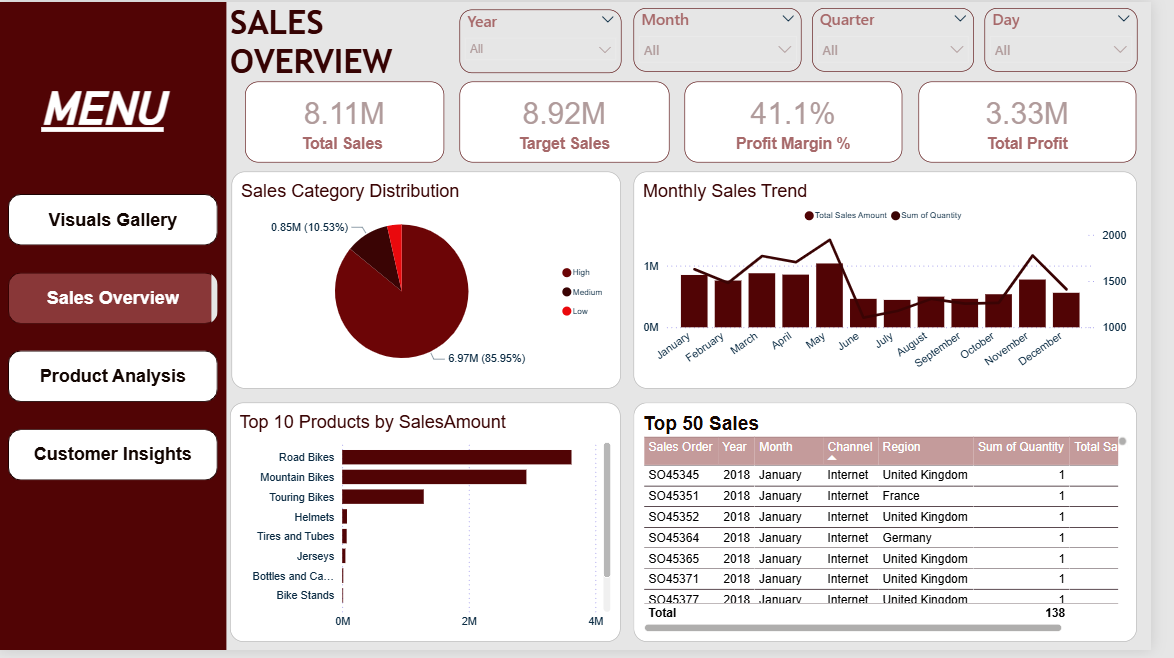 SALES
OVERVIEW
Year
All
Month
All
Quarter
All
Day
All
MENU
Visuals Gallery
Sales Overview
Product Analysis
Customer Insights
8.11M
Total Sales
8.92M
Target Sales
41.1%
Profit Margin %
3.33M
Total Profit
Sales Category Distribution
0.85M (10.53%)
6.97M (85.95%)
High
Medium
Low
Monthly Sales Trend
Total Sales Amount Sum of Quantity
2000
1M
1500
0M
1000
January February March April May June July August September October November December
Top 10 Products by SalesAmount
Road Bikes
Mountain Bikes
Touring Bikes
Helmets
Tires and Tubes
Jerseys
Bottles and Ca...
Bike Stands
0M 2M 4M
Top 50 Sales
Sales Order Year Month Channel Region Sum of Quantity Total Sa
SO45345 2018 January Internet United Kingdom 1
SO45351 2018 January Internet France 1
SO45352 2018 January Internet United Kingdom 1
SO45364 2018 January Internet Germany 1
SO45365 2018 January Internet United Kingdom 1
SO45371 2018 January Internet United Kingdom 1
SO45377 2018 January Internet United Kingdom 1
Total 138